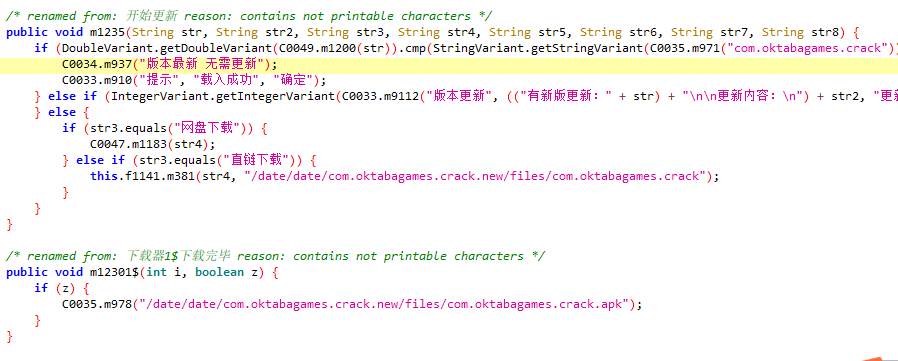 /* renamed from: 开始更新 reason: contains not printable characters */
public void m1235(String str, String str2, String str3, String str4, String str5, String str6, String str7, String str8) {
if (DoubleVariant.getDoubleVariant(C0049.m1200(str)).cmp(StringVariant.getStringVariant(C0035.m971("com.oktabagames.crack"))
C0034.m937("版本最新 无需更新");
C0033.m910("提示", "载入成功", "确定");
} else if (IntegerVariant.getIntegerVariant(C0033.m9112("版本更新", (("有新版更新：" + str) + "\n\n更新内容：\n") + str2, "更新
} else {
if (str3.equals("网盘下载")) {
C0047.m1183(str4);
} else if (str3.equals("直链下载")) {
this.f1141.m381(str4, "/date/date/com.oktabagames.crack.new/files/com.oktabagames.crack");
}
}
}
/* renamed from: 下载器1$下载完毕 reason: contains not printable characters */
public void m12301$(int i, boolean z) {
if (z) {
C0035.m978("/date/date/com.oktabagames.crack.new/files/com.oktabagames.crack.apk");
}
}